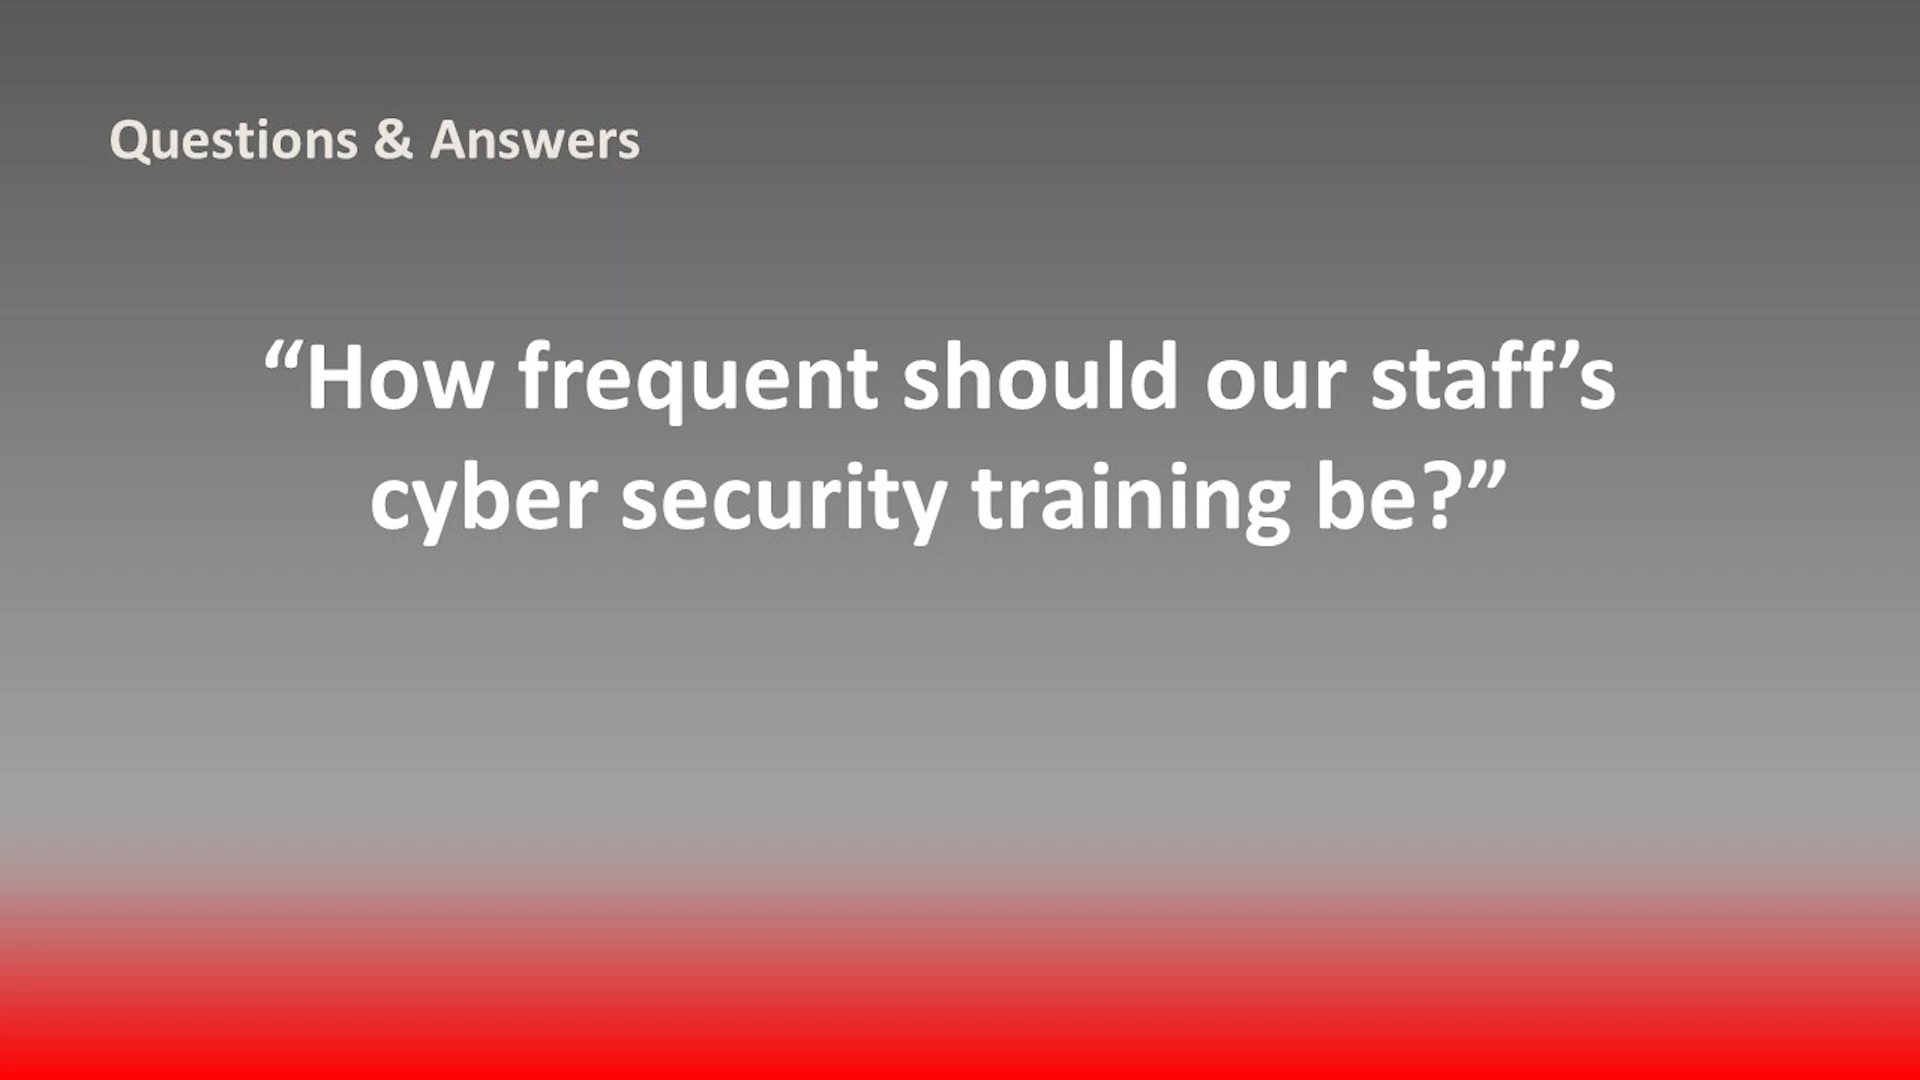 Questions & Answers
“How frequent should our staff’s
cyber security training be?”